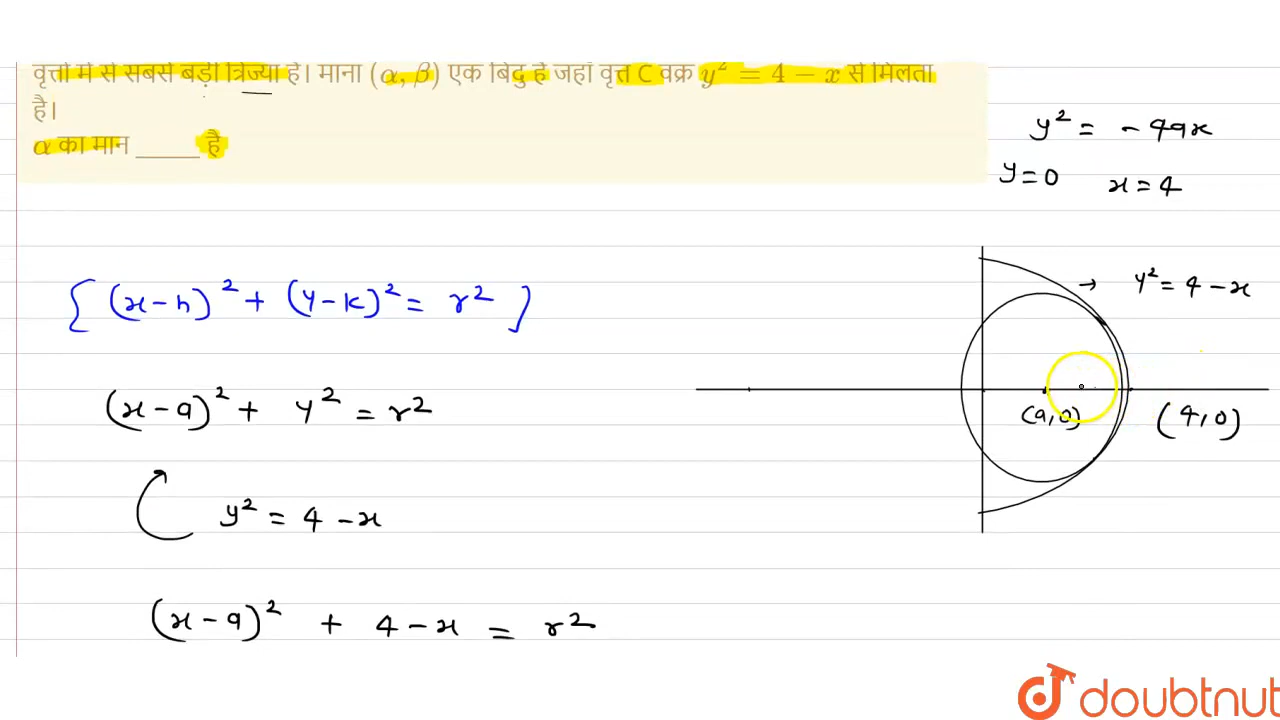 वृत्तों में से सबसे बड़ी त्रिज्या है। माना (α, β) एक बिंदु है जहाँ वृत्त C वक्र y² = 4 − x से मिलता
है।
α का मान _____ है
y² = - 4ax
y = 0 x = 4
{ (x-h)² + (y-k)² = r² ]
→ y² = 4 - x
(x-a)² + y² = r²
(a,0)
(4,0)
y² = 4 - x
(x-a)² + 4 - x = r²
doubtnut